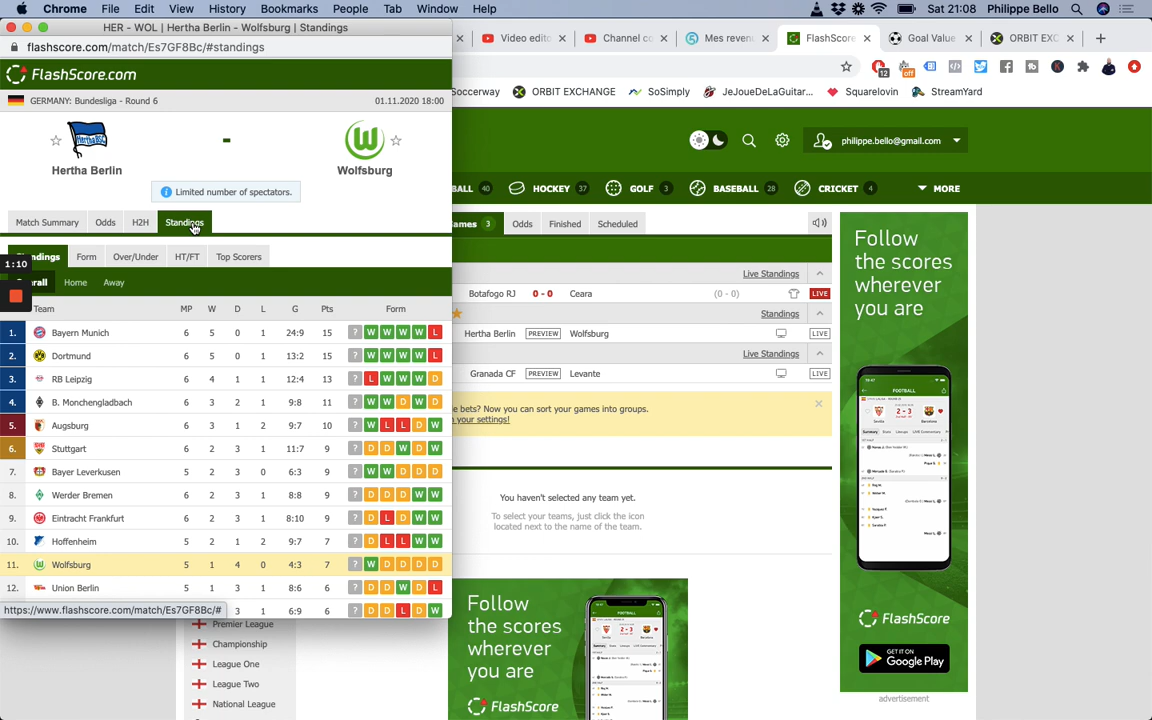 Chrome File Edit View History Bookmarks People Tab Window Help Sat 21:08 Philippe Bello
HER - WOL | Hertha Berlin - Wolfsburg | Standings
flashscore.com/match/Es7GF8Bc/#standings
Video edito Channel co Mes reven FlashScore Goal Value ORBIT EXC
12 off
Soccerway ORBIT EXCHANGE SoSimply JeJoueDeLaGuitar... Squarelovin StreamYard
FlashScore.com
GERMANY: Bundesliga - Round 6 01.11.2020 18:00
Hertha BSC
-
Hertha Berlin Wolfsburg
Limited number of spectators.
Match Summary Odds H2H Standings
Standings Form Over/Under HT/FT Top Scorers
1:10
Home Away
Team MP W D L G Pts Form
1. Bayern Munich 6 5 0 1 24:9 15 ? W W W W L
2. Dortmund 6 5 0 1 13:2 15 ? W W W W L
3. RB Leipzig 6 4 1 1 12:4 13 ? L W W W D
4. B. Monchengladbach 6 3 2 1 9:8 11 ? W W D W D
5. Augsburg 6 3 1 2 9:7 10 ? W L L D W
6. Stuttgart 6 2 3 1 11:7 9 ? D D W D W
7. Bayer Leverkusen 5 2 3 0 6:3 9 ? W W D D D
8. Werder Bremen 6 2 3 1 8:8 9 ? D D D W W
9. Eintracht Frankfurt 6 2 3 1 8:10 9 ? D L D W W
10. Hoffenheim 5 2 1 2 9:7 7 ? D L L W W
11. Wolfsburg 5 1 4 0 4:3 7 ? W D D D D
12. Union Berlin 5 1 3 1 8:6 6 ? D D W D L
3 1 6:9 6 ? D D L D W
https://www.flashscore.com/match/Es7GF8Bc/#
philippe.bello@gmail.com
BALL 40 HOCKEY 37 GOLF 3 BASEBALL 28 CRICKET 4 MORE
ames 3 Odds Finished Scheduled
Live Standings
Botafogo RJ 0 - 0 Ceara (0 - 0) LIVE
Standings
Hertha Berlin PREVIEW Wolfsburg LIVE
Live Standings
Granada CF PREVIEW Levante LIVE
se bets? Now you can sort your games into groups.
n your settings!
You haven't selected any team yet.
To select your teams, just click the icon
located next to the name of the team.
Follow
the scores
wherever
you are
FlashScore
GET IT ON
Google Play
advertisement
Follow
the scores
wherever
you are
FlashScore
Premier League
Championship
League One
League Two
National League